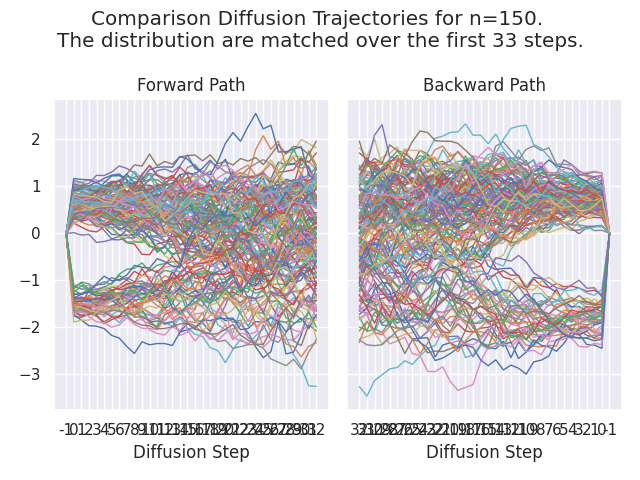 Comparison Diffusion Trajectories for n=150.
The distribution are matched over the first 33 steps.
Forward Path
Backward Path
2
1
0
−1
−2
−3
Diffusion Step
Diffusion Step